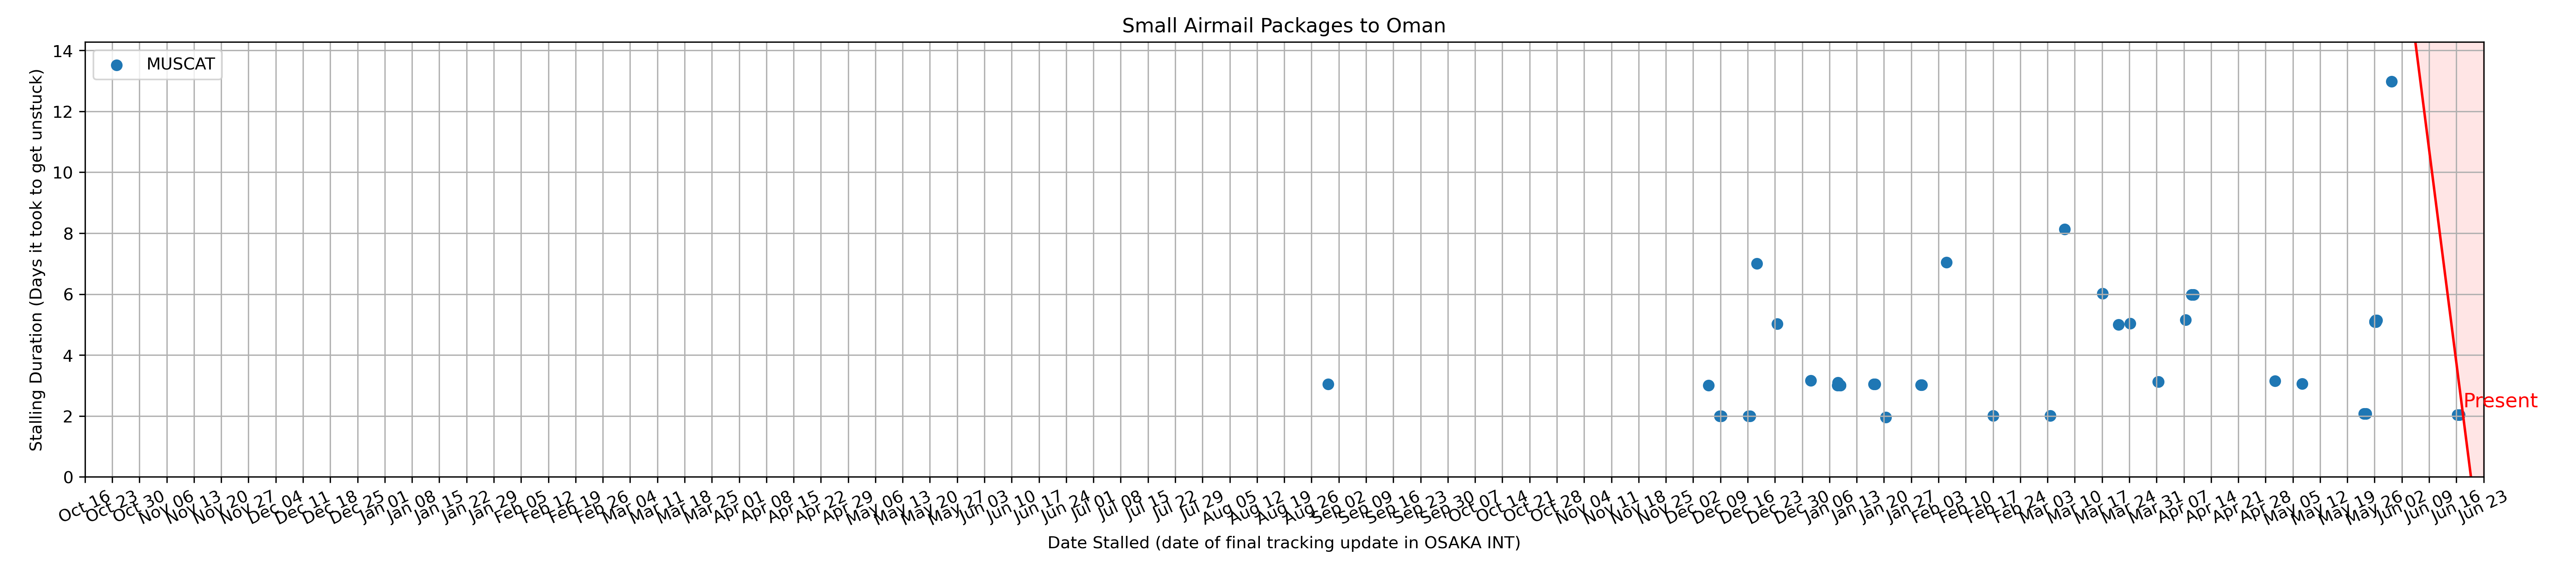 Small Airmail Packages to Oman
MUSCAT
Stalling Duration (Days it took to get unstuck)
14
12
10
8
6
4
2
0
Present
Oct 16
Oct 23
Oct 30
Nov 06
Nov 13
Nov 20
Nov 27
Dec 04
Dec 11
Dec 18
Dec 25
Jan 01
Jan 08
Jan 15
Jan 22
Jan 29
Feb 05
Feb 12
Feb 19
Feb 26
Mar 04
Mar 11
Mar 18
Mar 25
Apr 01
Apr 08
Apr 15
Apr 22
Apr 29
May 06
May 13
May 20
May 27
Jun 03
Jun 10
Jun 17
Jun 24
Jul 01
Jul 08
Jul 15
Jul 22
Jul 29
Aug 05
Aug 12
Aug 19
Aug 26
Sep 02
Sep 09
Sep 16
Sep 23
Sep 30
Oct 07
Oct 14
Oct 21
Oct 28
Nov 04
Nov 11
Nov 18
Nov 25
Dec 02
Dec 09
Dec 16
Dec 23
Dec 30
Jan 06
Jan 13
Jan 20
Jan 27
Feb 03
Feb 10
Feb 17
Feb 24
Mar 03
Mar 10
Mar 17
Mar 24
Mar 31
Apr 07
Apr 14
Apr 21
Apr 28
May 05
May 12
May 19
May 26
Jun 02
Jun 09
Jun 16
Jun 23
Date Stalled (date of final tracking update in OSAKA INT)